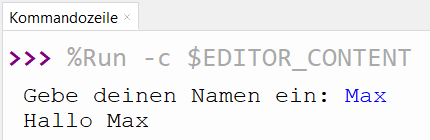 Kommandozeile ×
>>> %Run -c $EDITOR_CONTENT
Gebe deinen Namen ein: Max
Hallo Max